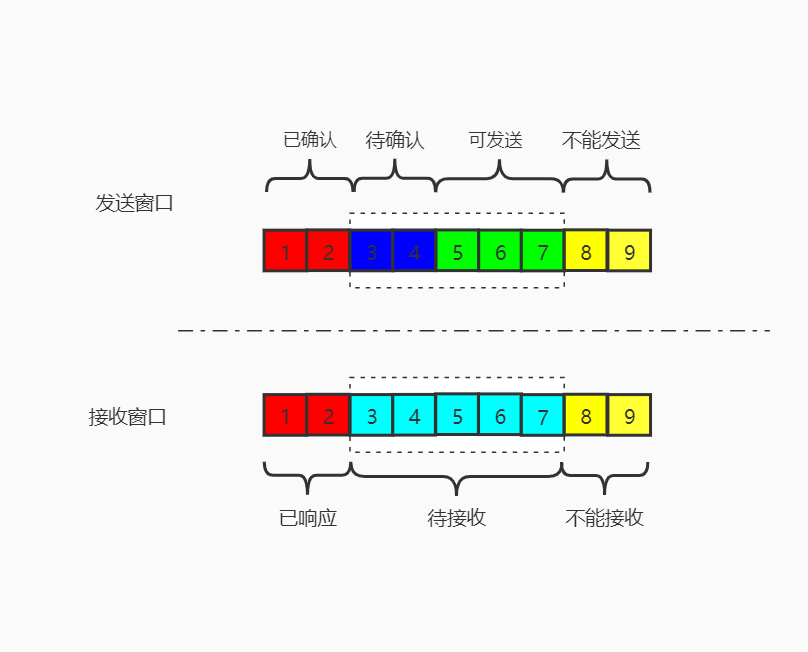 已确认 待确认 可发送 不能发送
发送窗口
1 2 3 4 5 6 7 8 9
接收窗口
1 2 3 4 5 6 7 8 9
已响应 待接收 不能接收